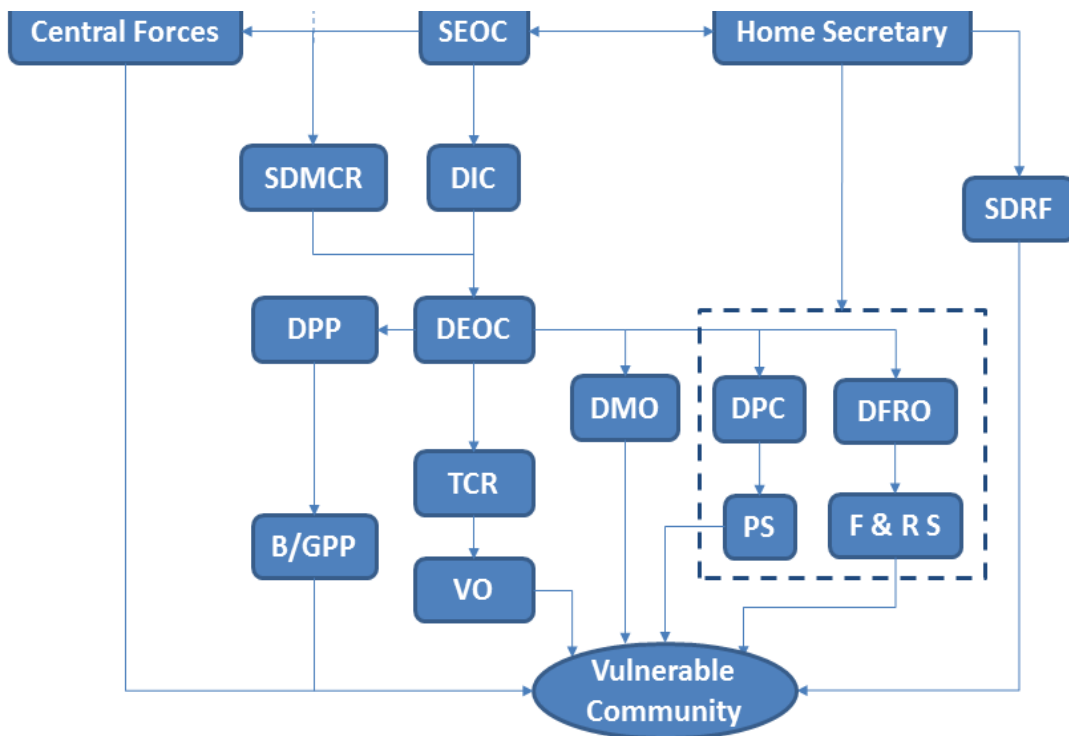 Central Forces
SEOC
Home Secretary
SDMCR
DIC
SDRF
DPP
DEOC
DMO
DPC
DFRO
TCR
PS
F & R S
B/GPP
VO
Vulnerable
Community